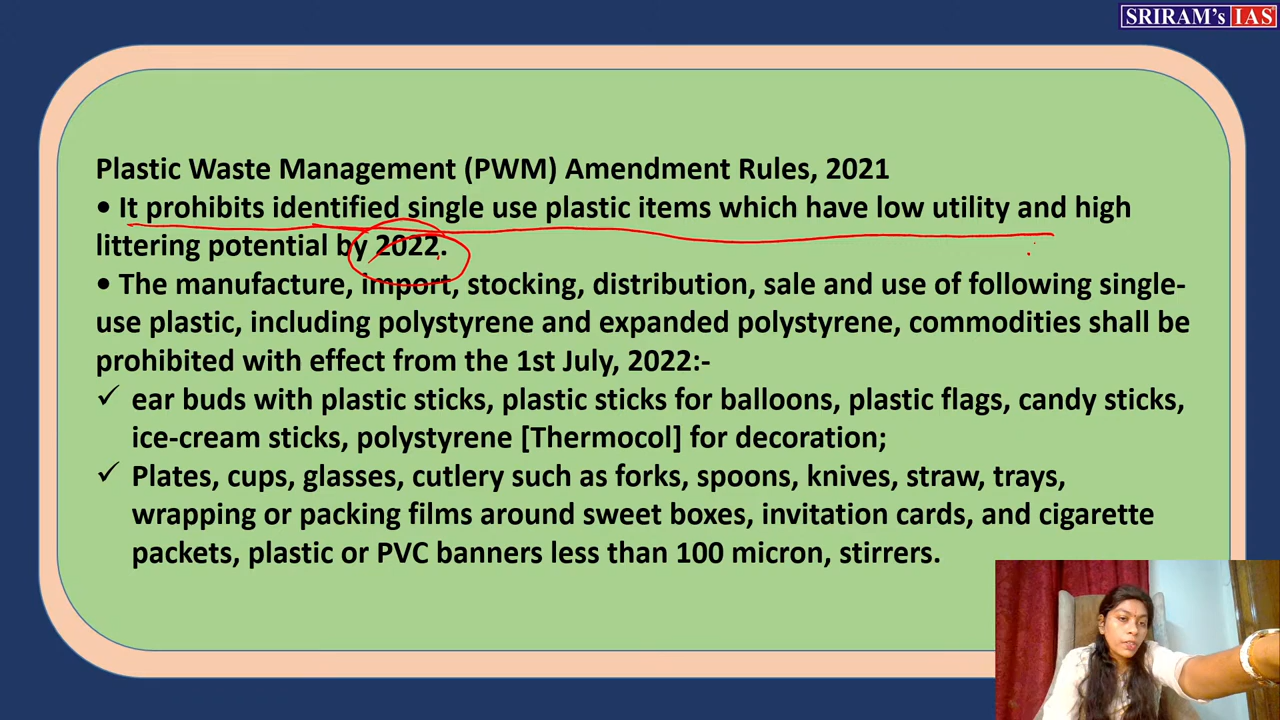 SRIRAM's IAS
Plastic Waste Management (PWM) Amendment Rules, 2021
• It prohibits identified single use plastic items which have low utility and high
littering potential by 2022.
• The manufacture, import, stocking, distribution, sale and use of following single-
use plastic, including polystyrene and expanded polystyrene, commodities shall be
prohibited with effect from the 1st July, 2022:-
✓ ear buds with plastic sticks, plastic sticks for balloons, plastic flags, candy sticks,
ice-cream sticks, polystyrene [Thermocol] for decoration;
✓ Plates, cups, glasses, cutlery such as forks, spoons, knives, straw, trays,
wrapping or packing films around sweet boxes, invitation cards, and cigarette
packets, plastic or PVC banners less than 100 micron, stirrers.